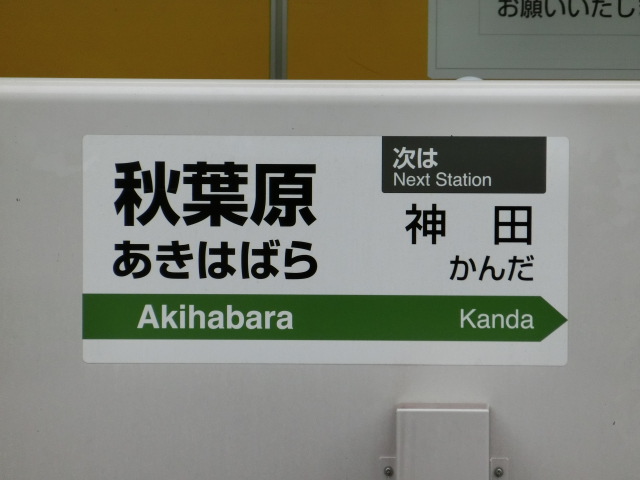 お願いいたし
秋葉原
あきはばら
Akihabara
次は
Next Station
神田
かんだ
Kanda